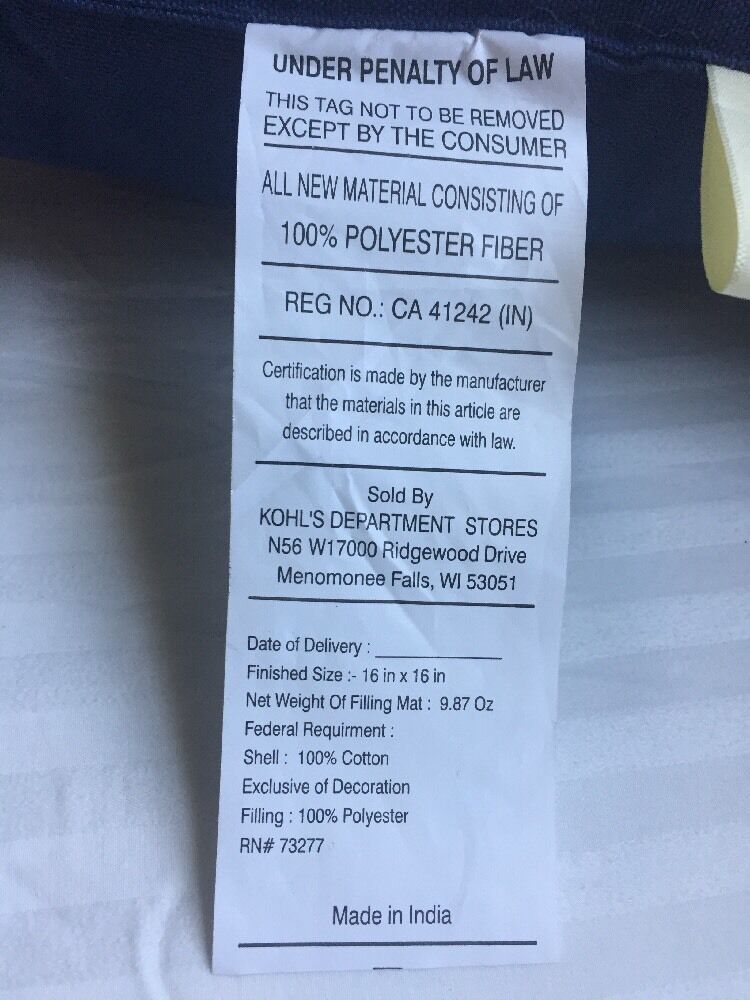 UNDER PENALTY OF LAW
THIS TAG NOT TO BE REMOVED
EXCEPT BY THE CONSUMER
ALL NEW MATERIAL CONSISTING OF
100% POLYESTER FIBER
REG NO.: CA 41242 (IN)
Certification is made by the manufacturer
that the materials in this article are
described in accordance with law.
Sold By
KOHL'S DEPARTMENT STORES
N56 W17000 Ridgewood Drive
Menomonee Falls, WI 53051
Date of Delivery : ______________
Finished Size :- 16 in x 16 in
Net Weight Of Filling Mat : 9.87 Oz
Federal Requirment :
Shell : 100% Cotton
Exclusive of Decoration
Filling : 100% Polyester
RN# 73277
Made in India